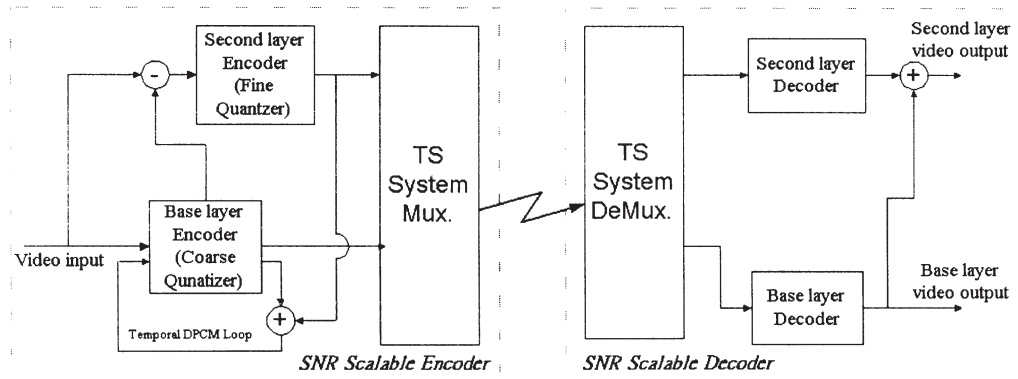 Second layer
Encoder
(Fine
Quantzer)
-
TS
System
Mux.
Base layer
Encoder
(Coarse
Qunatizer)
Video input
+
Temporal DPCM Loop
SNR Scalable Encoder
TS
System
DeMux.
Second layer
Decoder
+
Second layer
video output
Base layer
Decoder
Base layer
video output
SNR Scalable Decoder